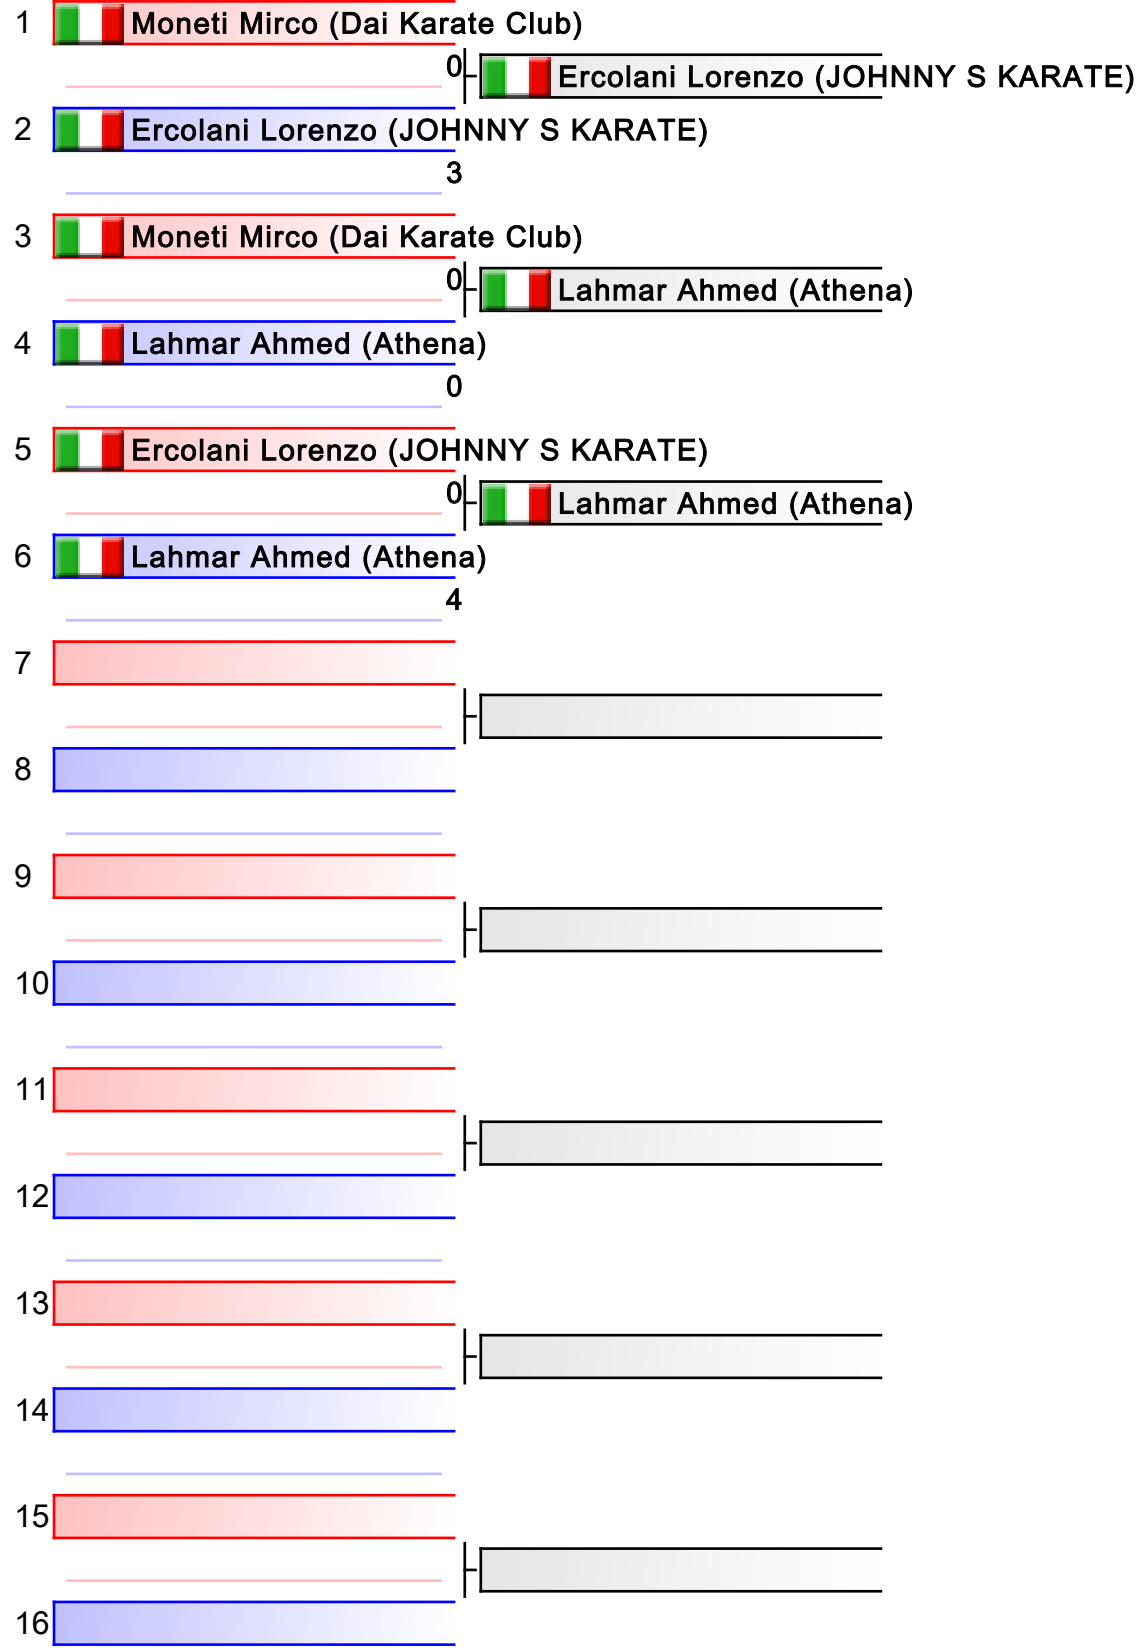 1 Moneti Mirco (Dai Karate Club)
0 Ercolani Lorenzo (JOHNNY S KARATE)
2 Ercolani Lorenzo (JOHNNY S KARATE)
3
3 Moneti Mirco (Dai Karate Club)
0 Lahmar Ahmed (Athena)
4 Lahmar Ahmed (Athena)
0
5 Ercolani Lorenzo (JOHNNY S KARATE)
0 Lahmar Ahmed (Athena)
6 Lahmar Ahmed (Athena)
4
7
8
9
10
11
12
13
14
15
16